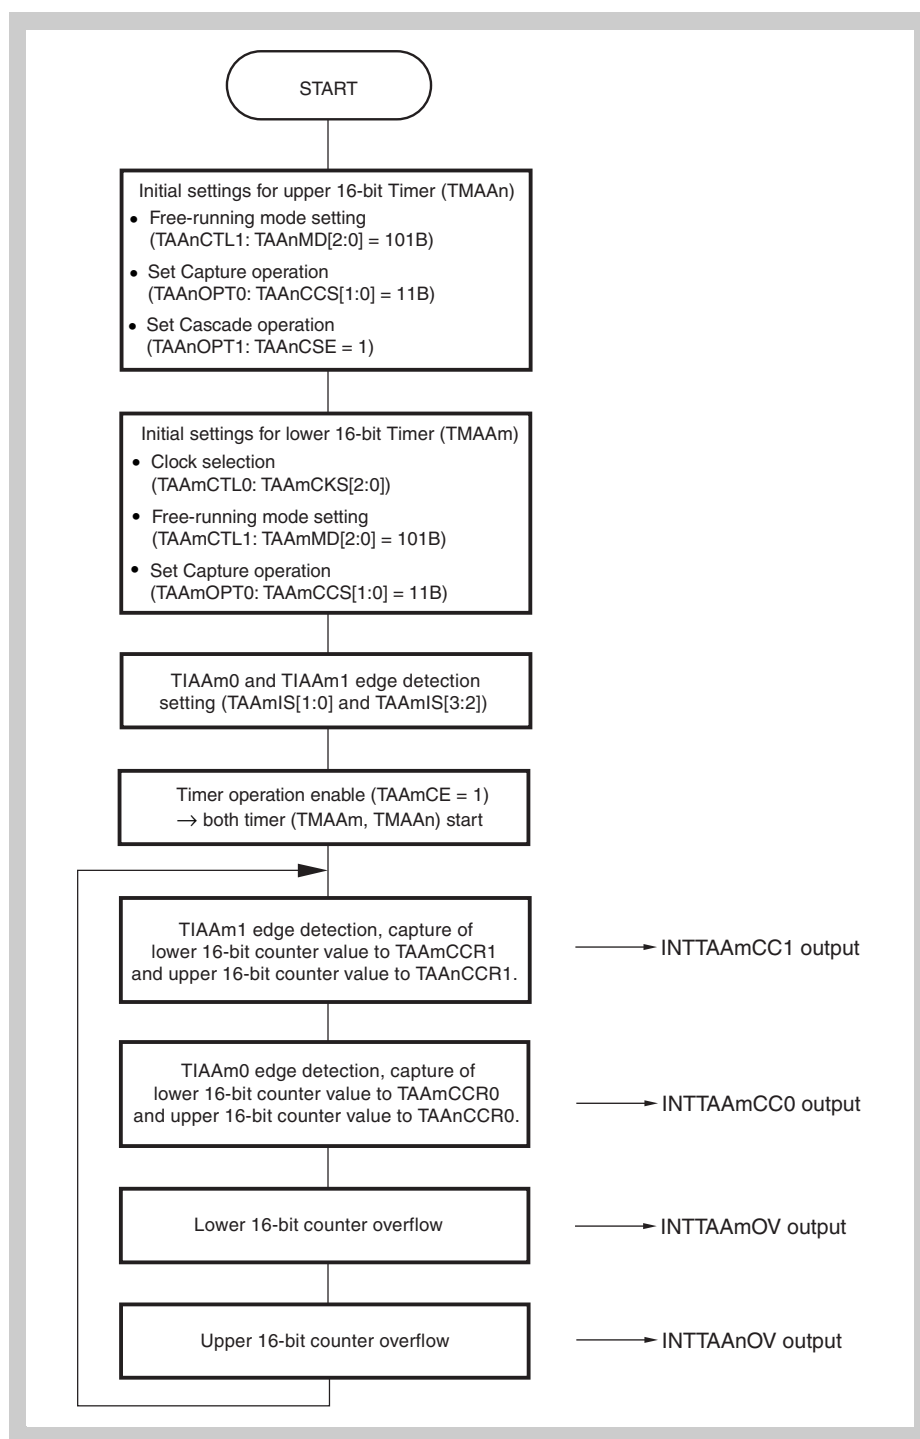 START
Initial settings for upper 16-bit Timer (TMAAn)
• Free-running mode setting
(TAAnCTL1: TAAnMD[2:0] = 101B)
• Set Capture operation
(TAAnOPT0: TAAnCCS[1:0] = 11B)
• Set Cascade operation
(TAAnOPT1: TAAnCSE = 1)
Initial settings for lower 16-bit Timer (TMAAm)
• Clock selection
(TAAmCTL0: TAAmCKS[2:0])
• Free-running mode setting
(TAAmCTL1: TAAmMD[2:0] = 101B)
• Set Capture operation
(TAAmOPT0: TAAmCCS[1:0] = 11B)
TIAAm0 and TIAAm1 edge detection
setting (TAAmIS[1:0] and TAAmIS[3:2])
Timer operation enable (TAAmCE = 1)
→ both timer (TMAAm, TMAAn) start
TIAAm1 edge detection, capture of
lower 16-bit counter value to TAAmCCR1
and upper 16-bit counter value to TAAnCCR1.
INTTAAmCC1 output
TIAAm0 edge detection, capture of
lower 16-bit counter value to TAAmCCR0
and upper 16-bit counter value to TAAnCCR0.
INTTAAmCC0 output
Lower 16-bit counter overflow
INTTAAmOV output
Upper 16-bit counter overflow
INTTAAnOV output